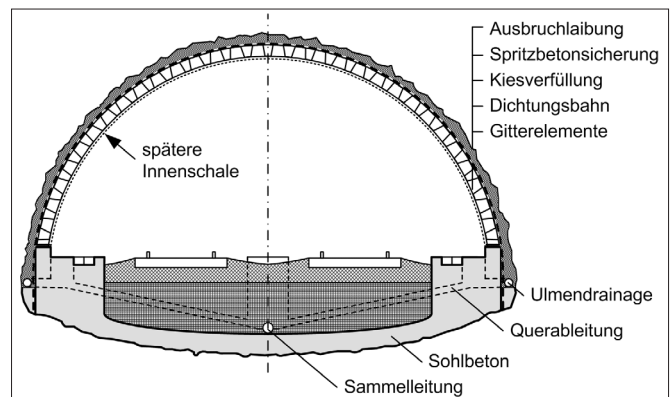 Ausbruchlaibung
Spritzbetonsicherung
Kiesverfüllung
Dichtungsbahn
Gitterelemente
spätere
Innenschale
Ulmendrainage
Querableitung
Sohlbeton
Sammelleitung